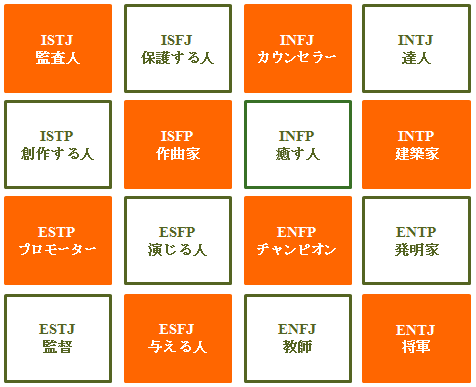 ISTJ
監査人
ISFJ
保護する人
INFJ
カウンセラー
INTJ
達人
ISTP
創作する人
ISFP
作曲家
INFP
癒す人
INTP
建築家
ESTP
プロモーター
ESFP
演じる人
ENFP
チャンピオン
ENTP
発明家
ESTJ
監督
ESFJ
与える人
ENFJ
教師
ENTJ
将軍